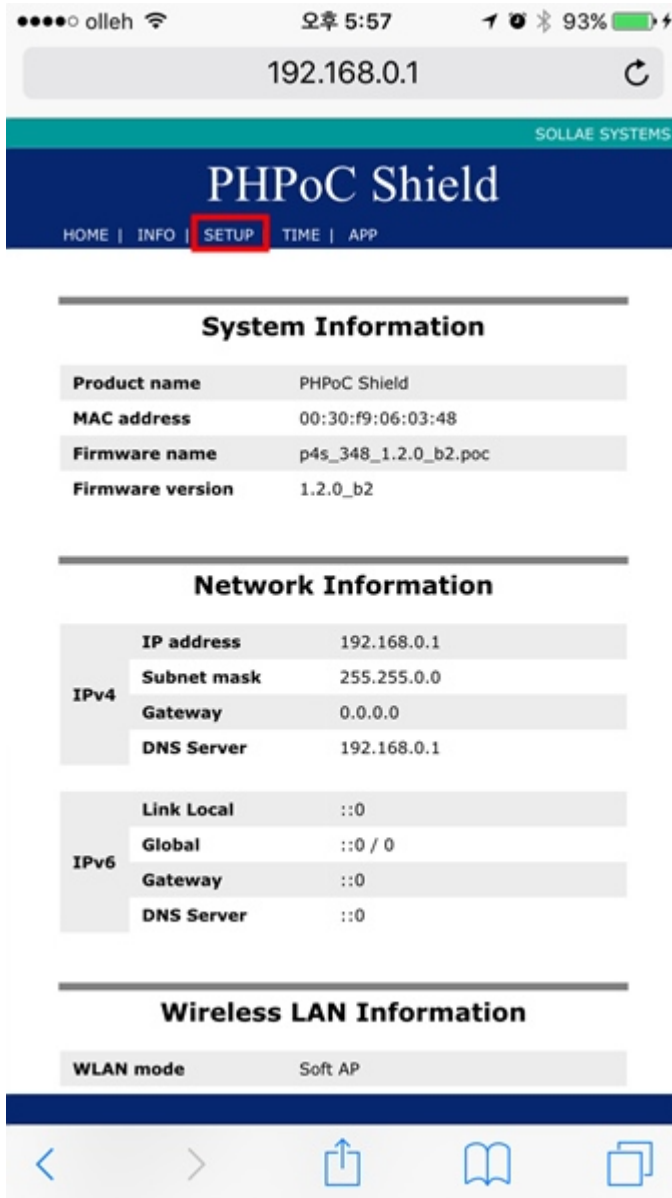 olleh 오후 5:57 93%
192.168.0.1
SOLLAE SYSTEMS
PHPoC Shield
HOME | INFO | SETUP TIME | APP
System Information
Product name PHPoC Shield
MAC address 00:30:f9:06:03:48
Firmware name p4s_348_1.2.0_b2.poc
Firmware version 1.2.0_b2
Network Information
IPv4
IP address 192.168.0.1
Subnet mask 255.255.0.0
Gateway 0.0.0.0
DNS Server 192.168.0.1
IPv6
Link Local ::0
Global ::0 / 0
Gateway ::0
DNS Server ::0
Wireless LAN Information
WLAN mode Soft AP